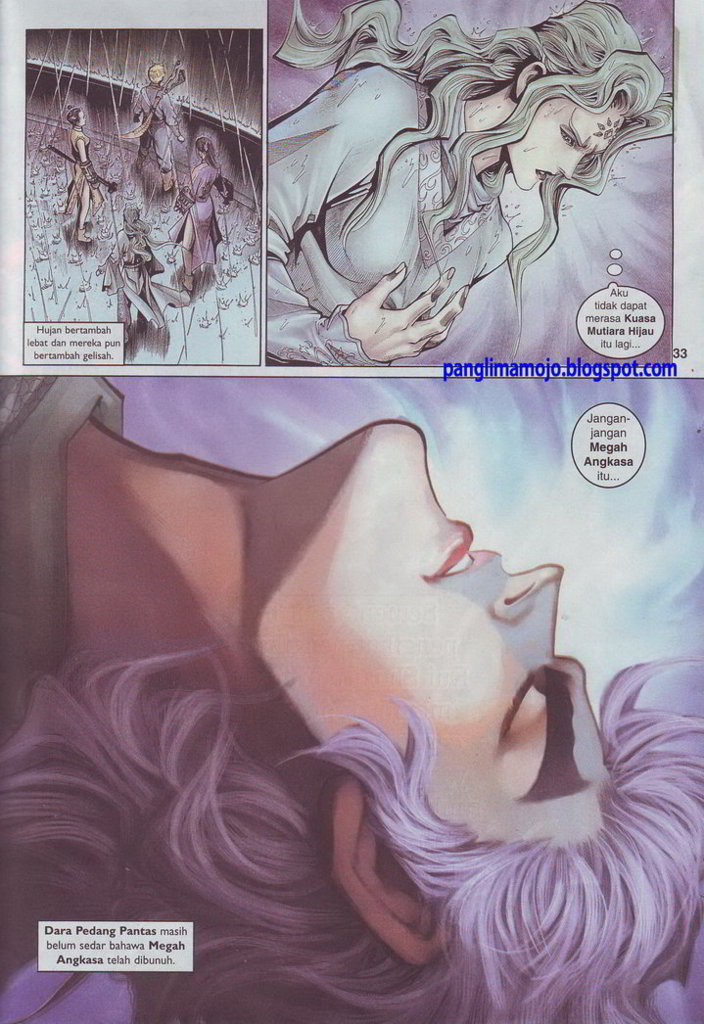 Hujan bertambah
lebat dan mereka pun
bertambah gelisah.
Aku
tidak dapat
merasa Kuasa
Mutiara Hijau
itu lagi...
33
panglimamojo.blogspot.com
Jangan-
jangan
Megah
Angkasa
itu...
Dara Pedang Pantas masih
belum sedar bahawa Megah
Angkasa telah dibunuh.